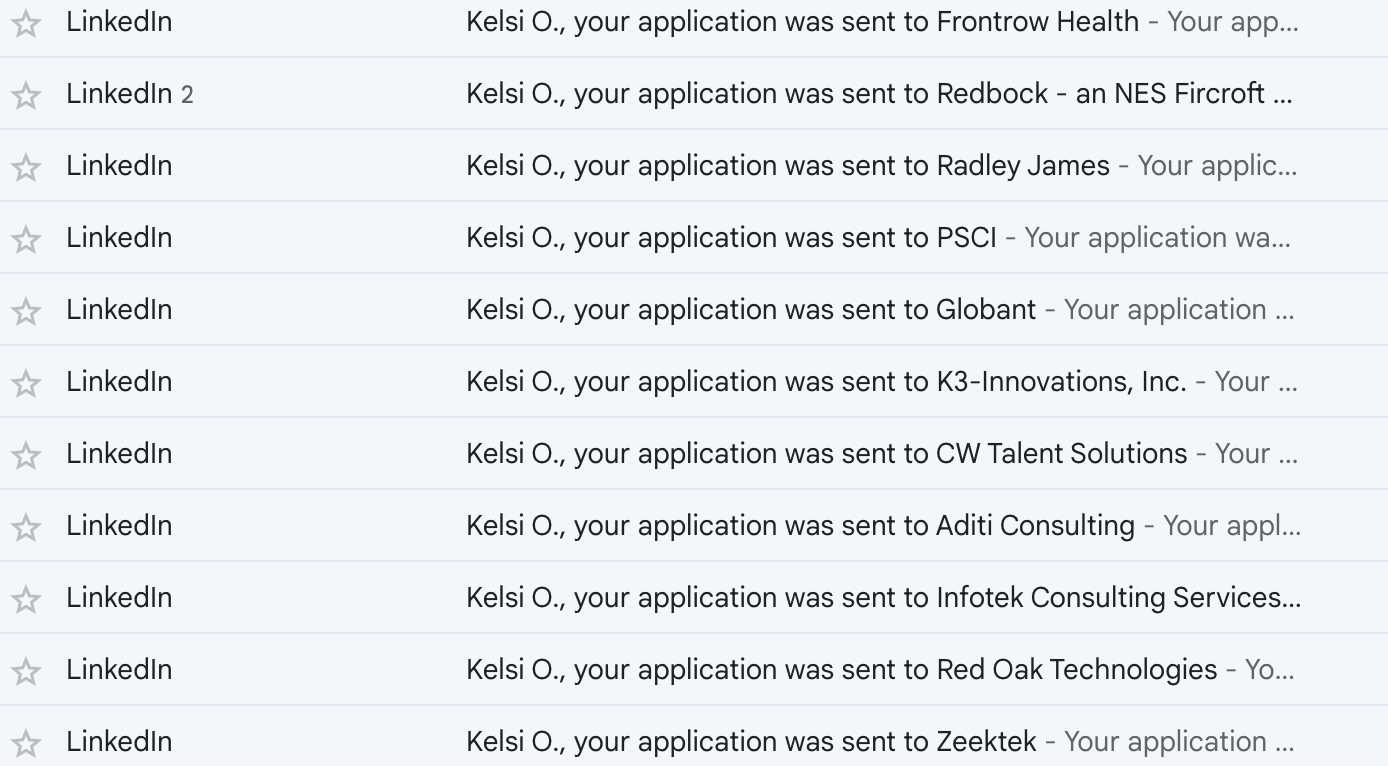 LinkedIn Kelsi O., your application was sent to Frontrow Health - Your app...
LinkedIn 2 Kelsi O., your application was sent to Redbock - an NES Fircroft ...
LinkedIn Kelsi O., your application was sent to Radley James - Your applic...
LinkedIn Kelsi O., your application was sent to PSCI - Your application wa...
LinkedIn Kelsi O., your application was sent to Globant - Your application ...
LinkedIn Kelsi O., your application was sent to K3-Innovations, Inc. - Your ...
LinkedIn Kelsi O., your application was sent to CW Talent Solutions - Your ...
LinkedIn Kelsi O., your application was sent to Aditi Consulting - Your appl...
LinkedIn Kelsi O., your application was sent to Infotek Consulting Services...
LinkedIn Kelsi O., your application was sent to Red Oak Technologies - Yo...
LinkedIn Kelsi O., your application was sent to Zeektek - Your application ...